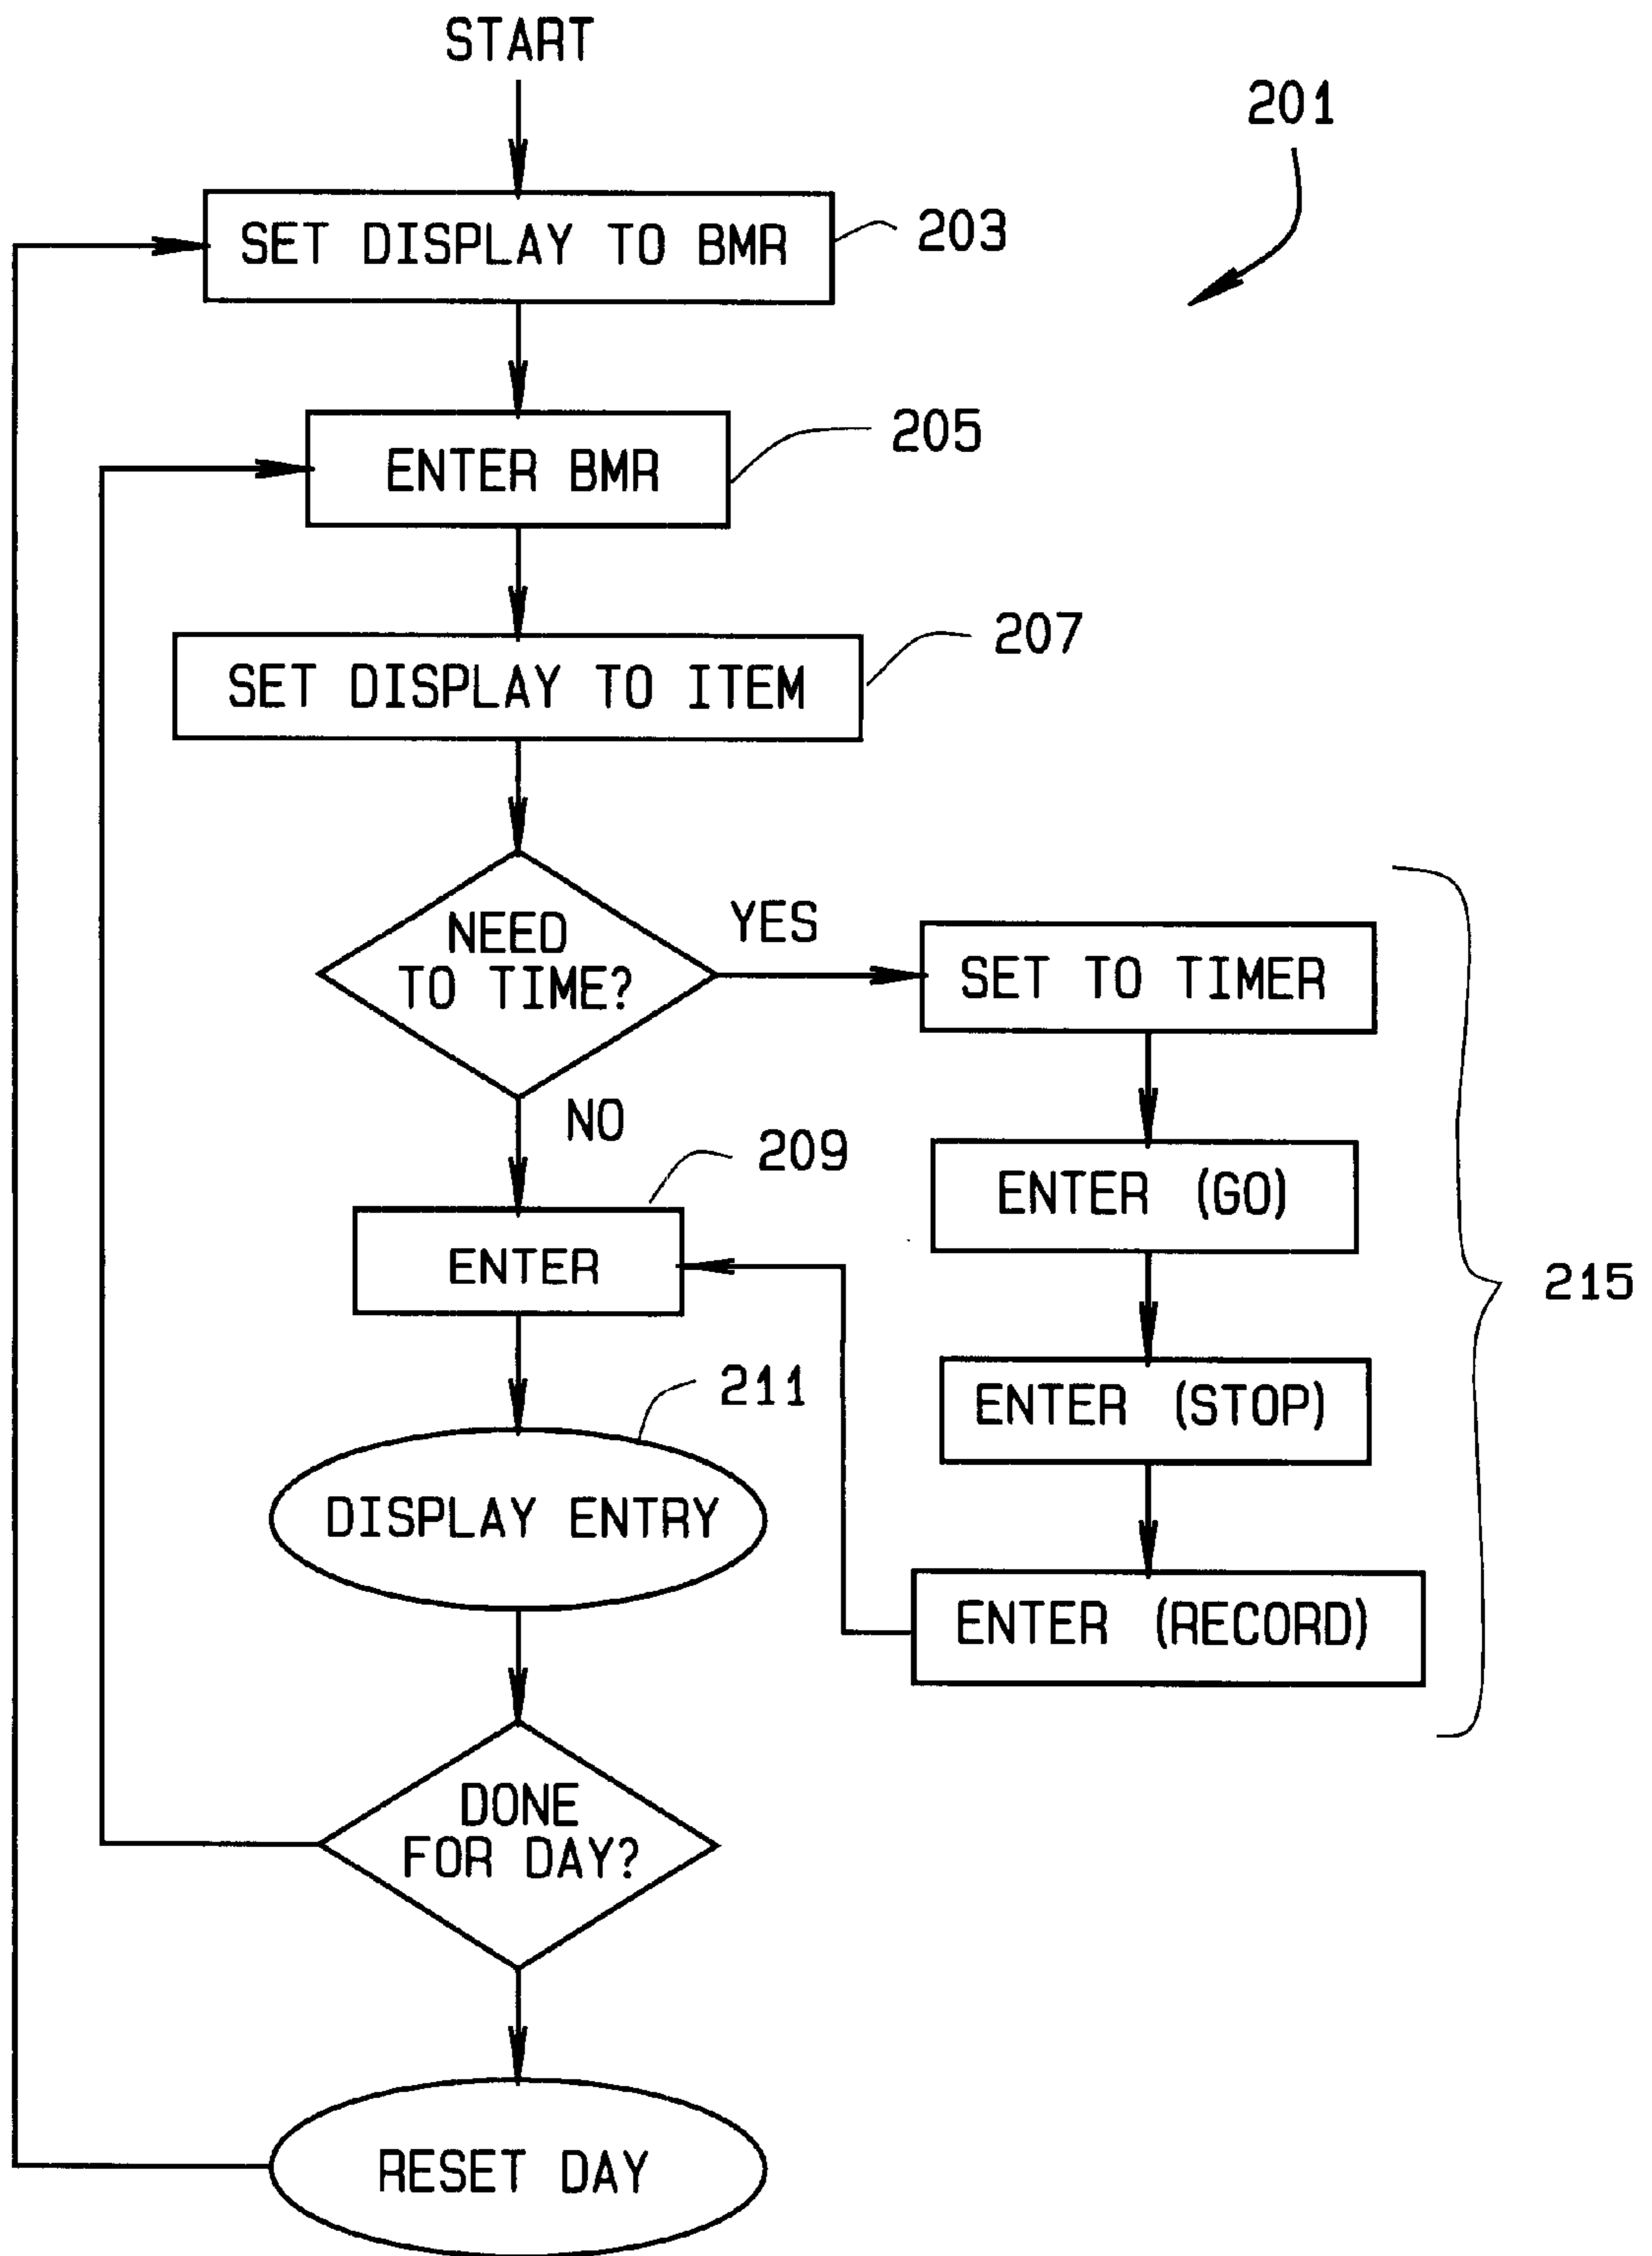 START
201
SET DISPLAY TO BMR
203
ENTER BMR
205
SET DISPLAY TO ITEM
207
NEED
TO TIME?
YES
SET TO TIMER
NO
ENTER (GO)
209
ENTER
215
ENTER (STOP)
211
DISPLAY ENTRY
ENTER (RECORD)
DONE
FOR DAY?
RESET DAY